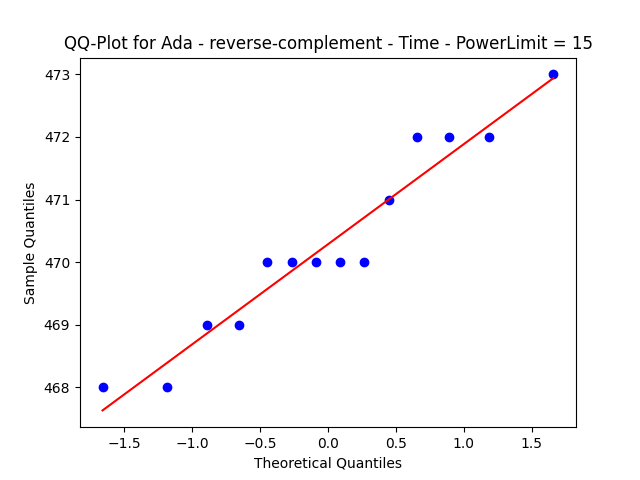 QQ-Plot for Ada - reverse-complement - Time - PowerLimit = 15
473
472
471
470
469
468
Sample Quantiles
−1.5 −1.0 −0.5 0.0 0.5 1.0 1.5
Theoretical Quantiles